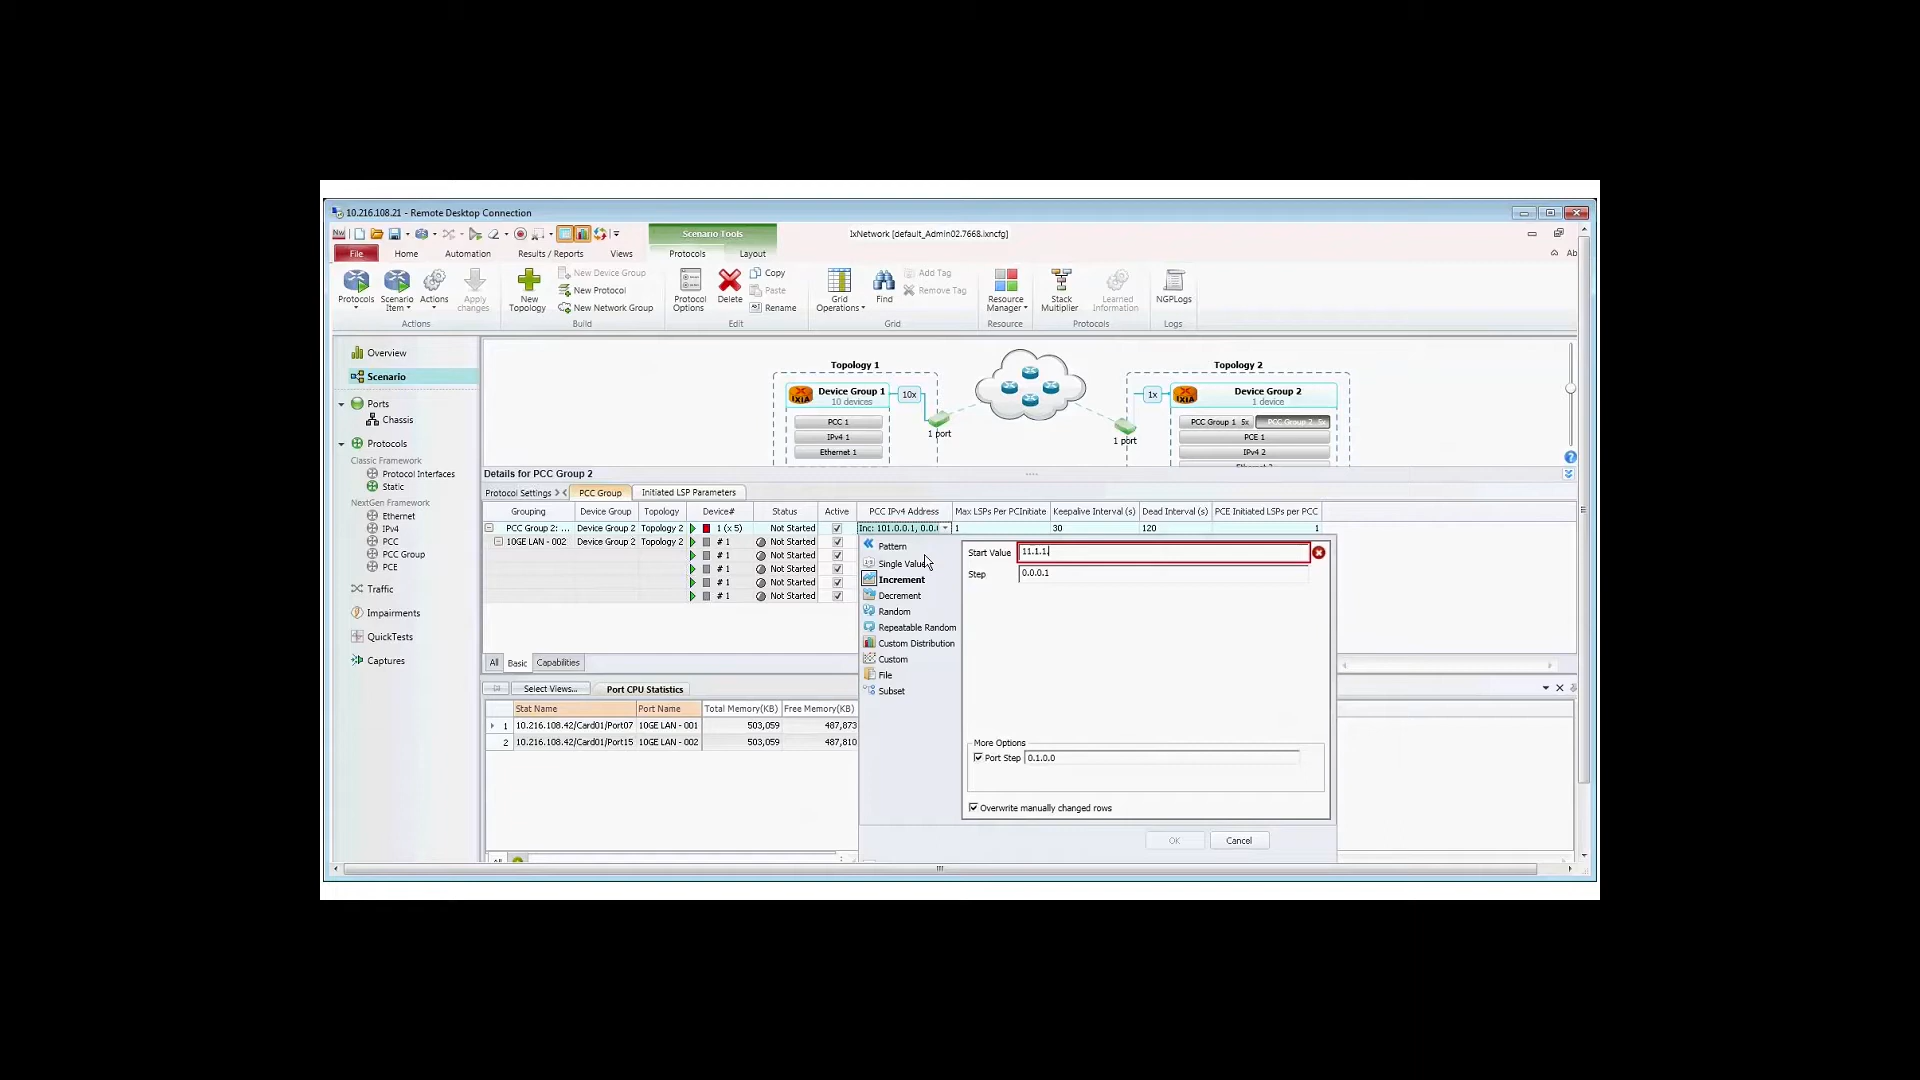 10.216.108.21 - Remote Desktop Connection
Scenario Tools
IxNetwork [default_Admin02.7668.ixncfg]
File Home Automation Results / Reports Views Protocols Layout
Ab
Protocols
Scenario Item
Actions
Apply changes
Actions
New Topology
New Device Group
New Protocol
New Network Group
Build
Protocol Options
Delete
Copy
Paste
Rename
Edit
Grid Operations
Find
Add Tag
Remove Tag
Grid
Resource Manager
Resource
Stack Multiplier
Learned Information
Protocols
NGPLogs
Logs
Overview
Scenario
Ports
Chassis
Protocols
Classic Framework
Protocol Interfaces
Static
NextGen Framework
Ethernet
IPv4
PCC
PCC Group
PCE
Traffic
Impairments
QuickTests
Captures
Topology 1
Device Group 1
10 devices
10x
PCC 1
IPv4 1
Ethernet 1
1 port
Topology 2
1x
Device Group 2
1 device
PCC Group 1 5x
PCC Group 2 5x
PCE 1
IPv4 2
1 port
Details for PCC Group 2
Protocol Settings PCC Group Initiated LSP Parameters
Grouping Device Group Topology Device# Status Active PCC IPv4 Address Max LSPs Per PCInitiate Keepalive Interval (s) Dead Interval (s) PCE Initiated LSPs per PCC
PCC Group 2: ... Device Group 2 Topology 2 1 (x 5) Not Started Inc: 101.0.0.1, 0.0. 1 30 120 1
10GE LAN - 002 Device Group 2 Topology 2 # 1 Not Started
# 1 Not Started
# 1 Not Started
# 1 Not Started
# 1 Not Started
Pattern
Single Value
Increment
Decrement
Random
Repeatable Random
Custom Distribution
Custom
File
Subset
Start Value 11.1.1.
Step 0.0.0.1
More Options
Port Step 0.1.0.0
Overwrite manually changed rows
OK Cancel
All Basic Capabilities
Select Views... Port CPU Statistics
Stat Name Port Name Total Memory(KB) Free Memory(KB)
1 10.216.108.42/Card01/Port07 10GE LAN - 001 503,059 487,873
2 10.216.108.42/Card01/Port15 10GE LAN - 002 503,059 487,810